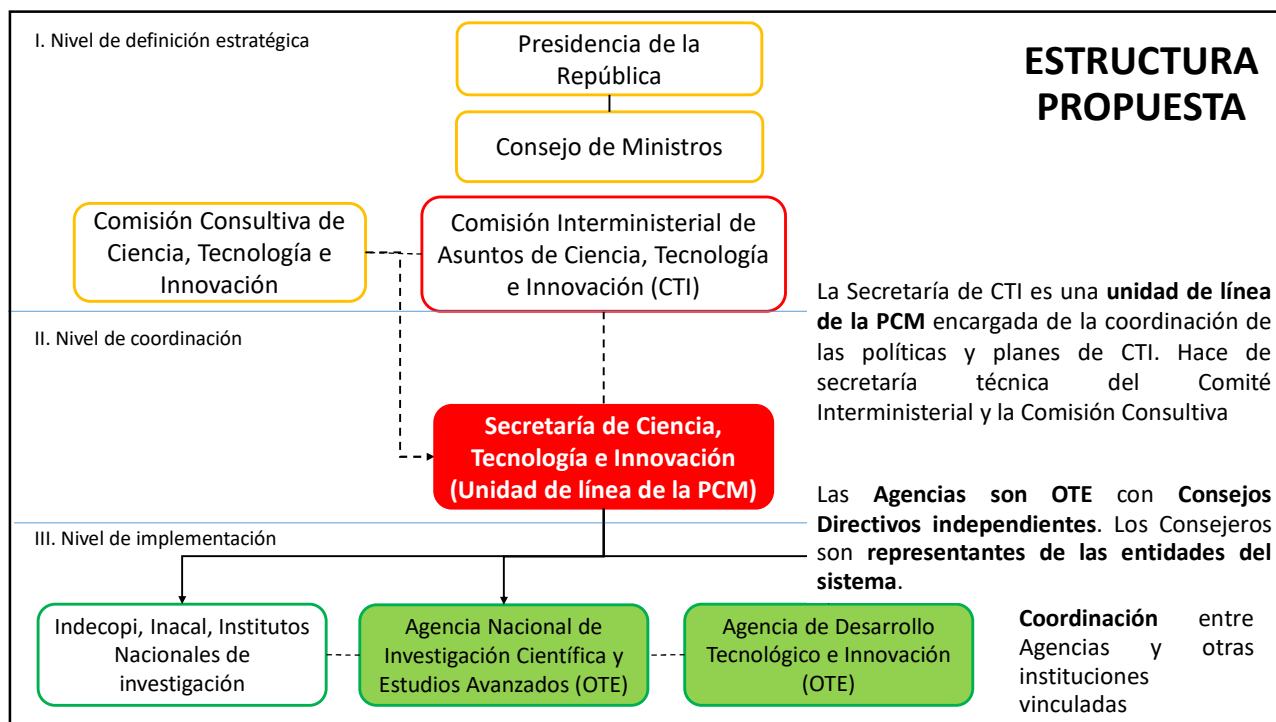 I. Nivel de definición estratégica
Presidencia de la
República
ESTRUCTURA
PROPUESTA
Consejo de Ministros
Comisión Consultiva de
Ciencia, Tecnología e
Innovación
Comisión Interministerial de
Asuntos de Ciencia, Tecnología
e Innovación (CTI)
La Secretaría de CTI es una unidad de línea
de la PCM encargada de la coordinación de
las políticas y planes de CTI. Hace de
secretaría técnica del Comité
Interministerial y la Comisión Consultiva
II. Nivel de coordinación
Secretaría de Ciencia,
Tecnología e Innovación
(Unidad de línea de la PCM)
Las Agencias son OTE con Consejos
Directivos independientes. Los Consejeros
son representantes de las entidades del
sistema.
III. Nivel de implementación
Indecopi, Inacal, Institutos
Nacionales de
investigación
Agencia Nacional de
Investigación Científica y
Estudios Avanzados (OTE)
Agencia de Desarrollo
Tecnológico e Innovación
(OTE)
Coordinación entre
Agencias y otras
instituciones
vinculadas